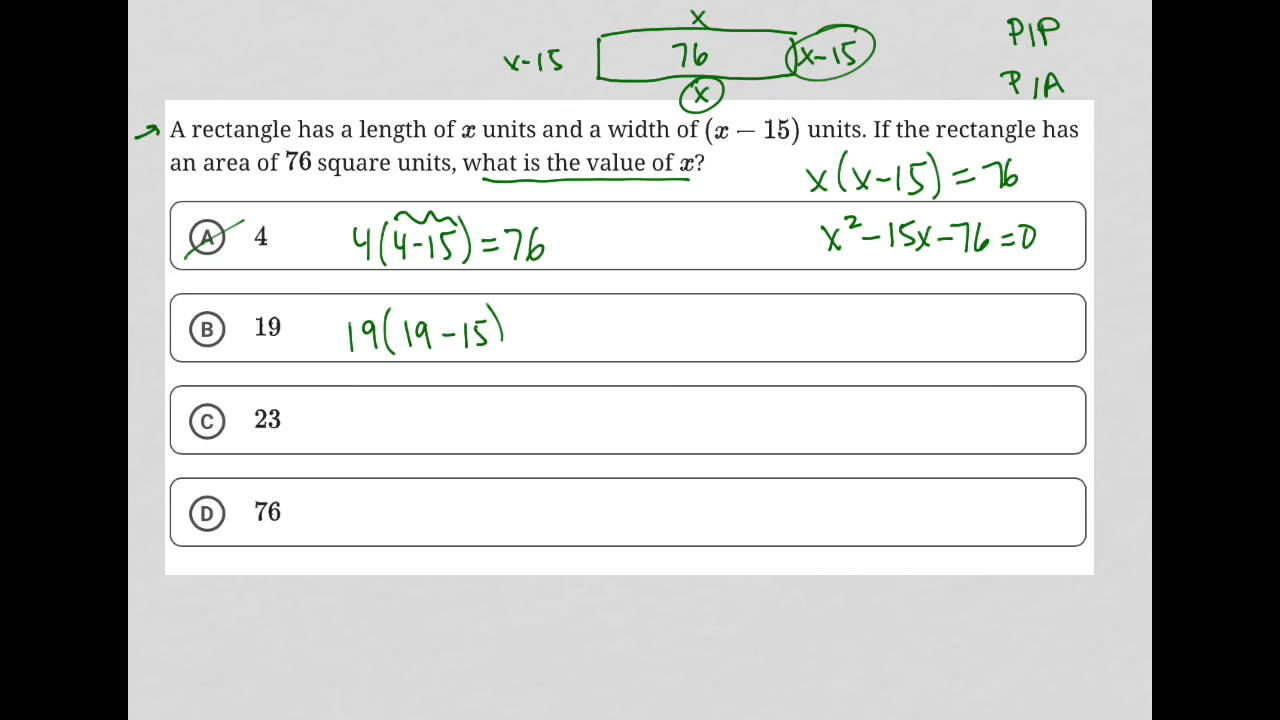 x
x-15 76 x-15 P/P
x P/A
A rectangle has a length of x units and a width of (x − 15) units. If the rectangle has
an area of 76 square units, what is the value of x?
x(x-15)=76
A 4 4(4-15)=76 x²-15x-76=0
B 19 19(19-15)
C 23
D 76